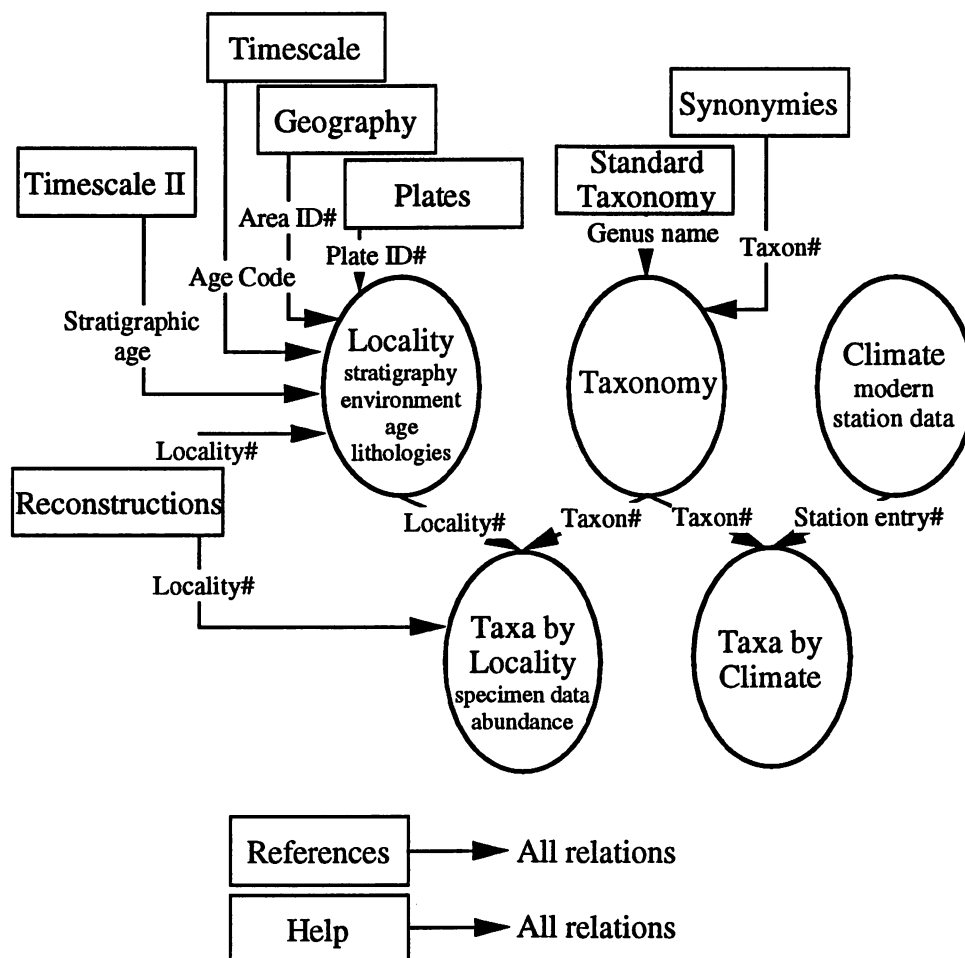 Timescale
Geography
Synonymies
Timescale II
Plates
Standard
Taxonomy
Area ID#
Genus name
Plate ID#
Taxon#
Age Code
Stratigraphic
age
Locality
stratigraphy
environment
age
lithologies
Taxonomy
Climate
modern
station data
Locality#
Reconstructions
Locality#
Taxon#
Taxon#
Station entry#
Locality#
Taxa by
Locality
specimen data
abundance
Taxa by
Climate
References
All relations
Help
All relations